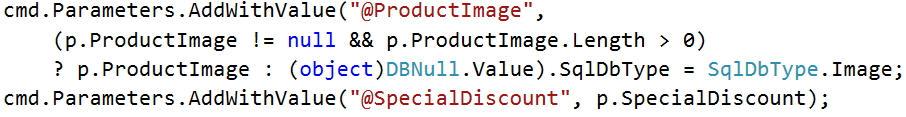 cmd.Parameters.AddWithValue("@ProductImage",
    (p.ProductImage != null && p.ProductImage.Length > 0)
    ? p.ProductImage : (object)DBNull.Value).SqlDbType = SqlDbType.Image;
cmd.Parameters.AddWithValue("@SpecialDiscount", p.SpecialDiscount);